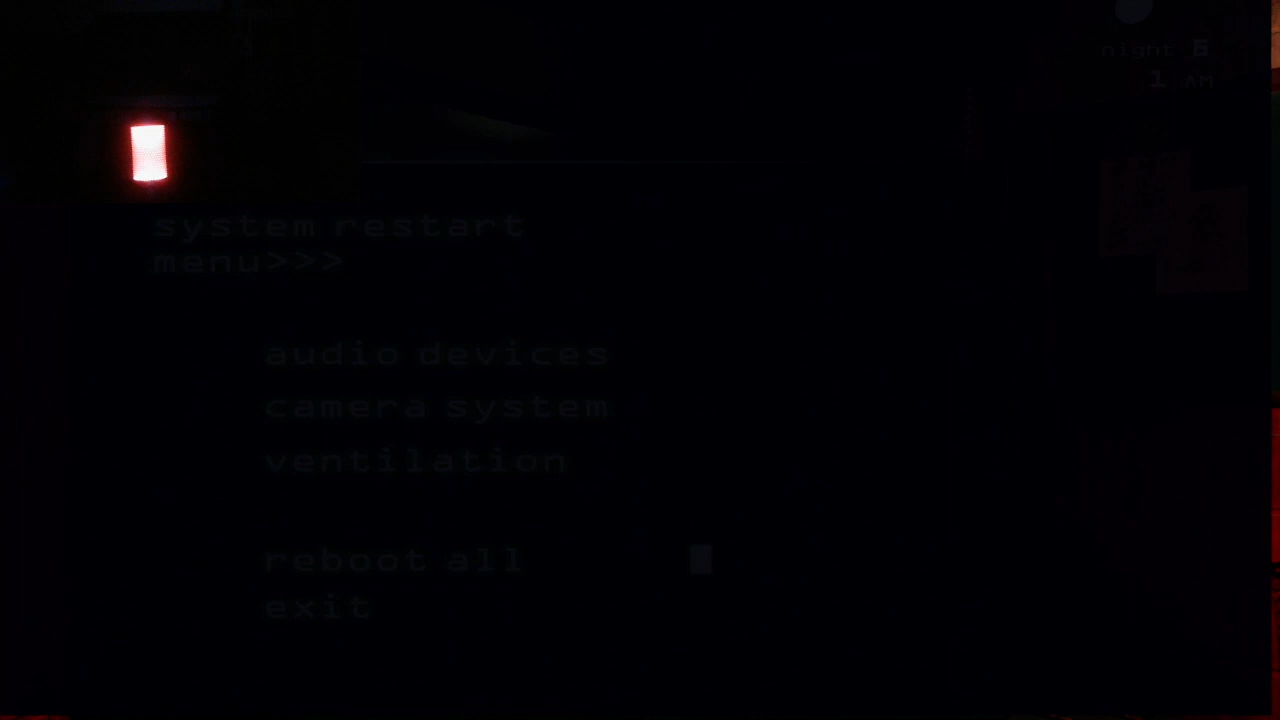 night 6
1 AM
system restart
menu>>>
audio devices
camera system
ventilation
reboot all
exit